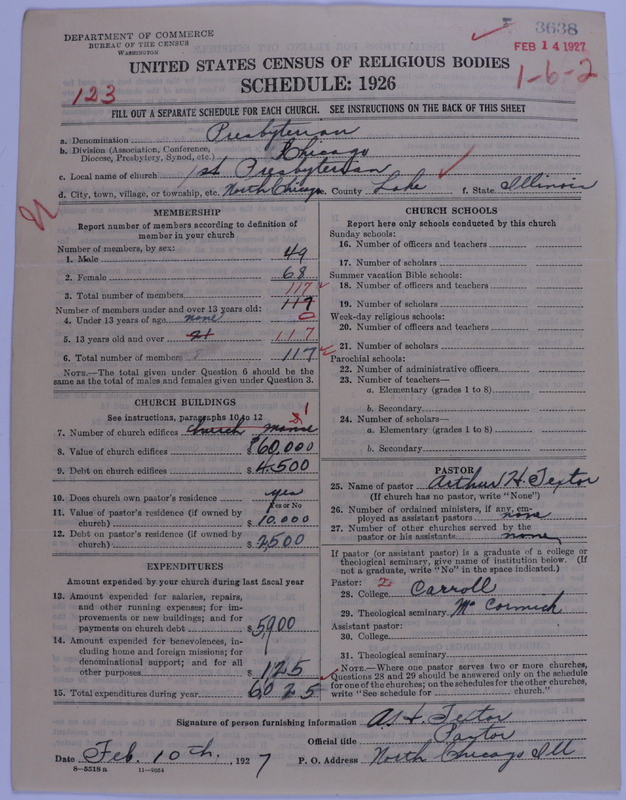 DEPARTMENT OF COMMERCE
BUREAU OF THE CENSUS
WASHINGTON
3638
FEB 14 1927
UNITED STATES CENSUS OF RELIGIOUS BODIES
1-6-2
SCHEDULE: 1926
123
FILL OUT A SEPARATE SCHEDULE FOR EACH CHURCH. SEE INSTRUCTIONS ON THE BACK OF THIS SHEET
a. Denomination Presbyterian
b. Division (Association, Conference, Diocese, Presbytery, Synod, etc.) Chicago
c. Local name of church 1st Presbyterian
d. City, town, village, or township, etc. North Chicago e. County Lake f. State Illinois
MEMBERSHIP
Report number of members according to definition of
member in your church
Number of members, by sex:
1. Male 49
2. Female 68
3. Total number of members 117
Number of members under and over 13 years old: 117
4. Under 13 years of age none 0
5. 13 years old and over 117
6. Total number of members 117
NOTE.—The total given under Question 6 should be
same as the total of males and females given under Question 3.
CHURCH BUILDINGS
See instructions, paragraphs 10 to 12
7. Number of church edifices Church manse 1
8. Value of church edifices $60,000
9. Debt on church edifices $4,500
10. Does church own pastor's residence yes
Yes or No
11. Value of pastor's residence (if owned by
church) $10,000
12. Debt on pastor's residence (if owned by
church) $2500
EXPENDITURES
Amount expended by your church during last fiscal year
13. Amount expended for salaries, repairs,
and other running expenses; for im-
provements or new buildings; and for
payments on church debt $5900
14. Amount expended for benevolences, in-
cluding home and foreign missions; for
denominational support; and for all
other purposes $125
15. Total expenditures during year 6025
CHURCH SCHOOLS
Report here only schools conducted by this church
Sunday schools:
16. Number of officers and teachers
17. Number of scholars
Summer vacation Bible schools:
18. Number of officers and teachers
19. Number of scholars
Week-day religious schools:
20. Number of officers and teachers
21. Number of scholars
Parochial schools:
22. Number of administrative officers
23. Number of teachers—
a. Elementary (grades 1 to 8)
b. Secondary
24. Number of scholars—
a. Elementary (grades 1 to 8)
b. Secondary
PASTOR
25. Name of pastor Arthur H. Textor
(If church has no pastor, write "None")
26. Number of ordained ministers, if any, em-
ployed as assistant pastors none
27. Number of other churches served by the
pastor or his assistants none
If pastor (or assistant pastor) is a graduate of a college or
theological seminary, give name of institution below. (If
not a graduate, write "No" in the space indicated.)
Pastor: 2
28. College Carroll
29. Theological seminary McCormick
Assistant pastor:
30. College
31. Theological seminary
NOTE.—Where one pastor serves two or more churches,
Questions 28 and 29 should be answered only on the schedule
for one of the churches; on the schedules for the other churches,
write "See schedule for church."
Signature of person furnishing information A. H. Textor
Official title Pastor
Date Feb. 10th, 1927 P. O. Address North Chicago Ill
8—5518a 11—9054